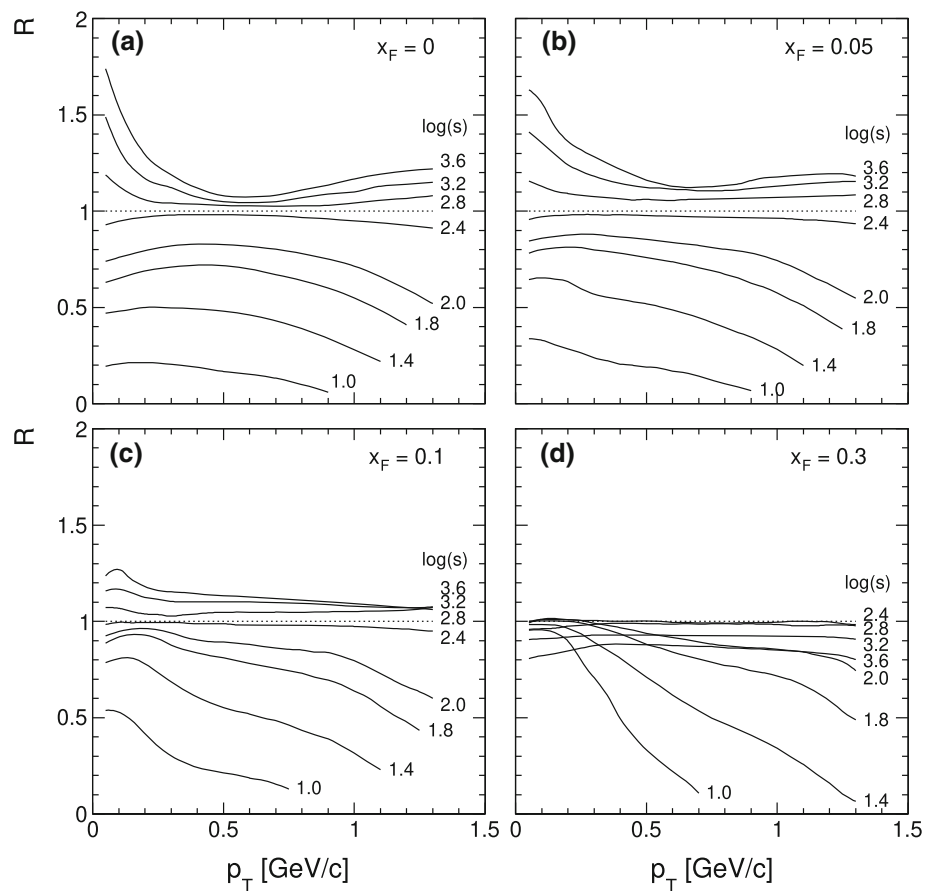 R
(a)
x_F = 0
log(s)
3.6
3.2
2.8
2.4
2.0
1.8
1.4
1.0
2
1.5
1
0.5
0
(b)
x_F = 0.05
log(s)
3.6
3.2
2.8
2.4
2.0
1.8
1.4
1.0
R
(c)
x_F = 0.1
log(s)
3.6
3.2
2.8
2.4
2.0
1.8
1.4
1.0
2
1.5
1
0.5
0
(d)
x_F = 0.3
log(s)
2.4
2.8
3.2
3.6
2.0
1.8
1.4
1.0
0 0.5 1 1.5
0 0.5 1 1.5
p_T [GeV/c]
p_T [GeV/c]